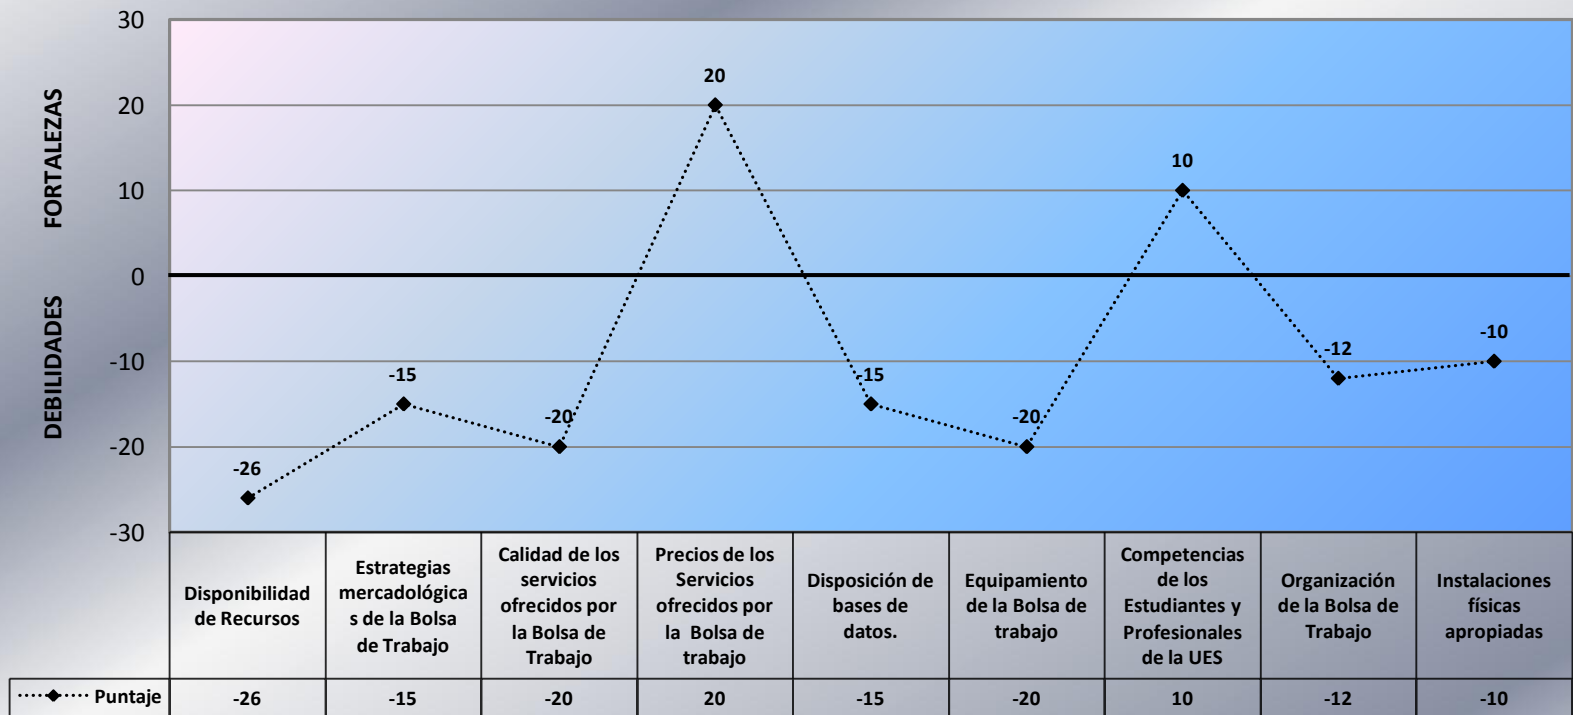 30
20
10
0
-10
-20
-30
FORTALEZAS
DEBILIDADES
-26
-15
-20
20
-15
-20
10
-12
-10
Disponibilidad
de Recursos
Estrategias
mercadológica
s de la Bolsa
de Trabajo
Calidad de los
servicios
ofrecidos por
la Bolsa de
Trabajo
Precios de los
Servicios
ofrecidos por
la Bolsa de
trabajo
Disposición de
bases de
datos.
Equipamiento
de la Bolsa de
trabajo
Competencias
de los
Estudiantes y
Profesionales
de la UES
Organización
de la Bolsa de
Trabajo
Instalaciones
físicas
apropiadas
Puntaje -26 -15 -20 20 -15 -20 10 -12 -10